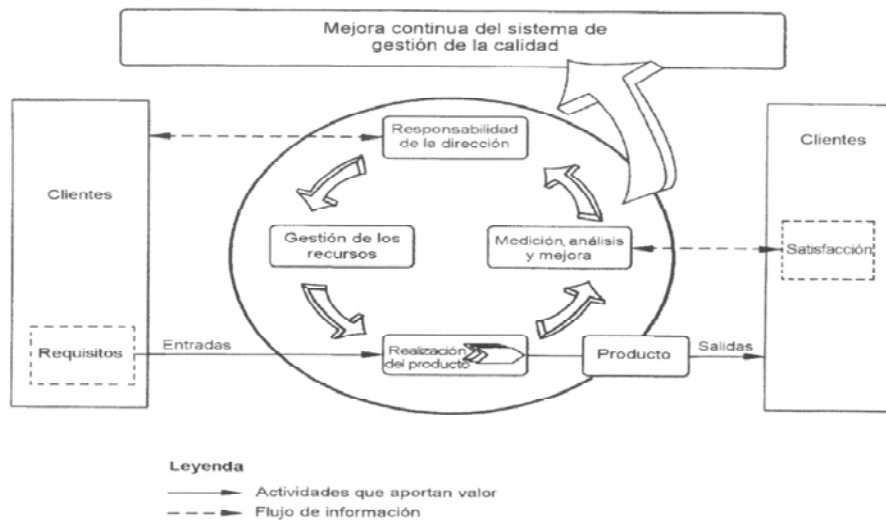 Mejora continua del sistema de
gestión de la calidad
Responsabilidad
de la dirección
Clientes
Clientes
Gestión de los
recursos
Medición, análisis
y mejora
Satisfacción
Requisitos
Entradas
Realización
del producto
Producto
Salidas
Leyenda
Actividades que aportan valor
Flujo de información